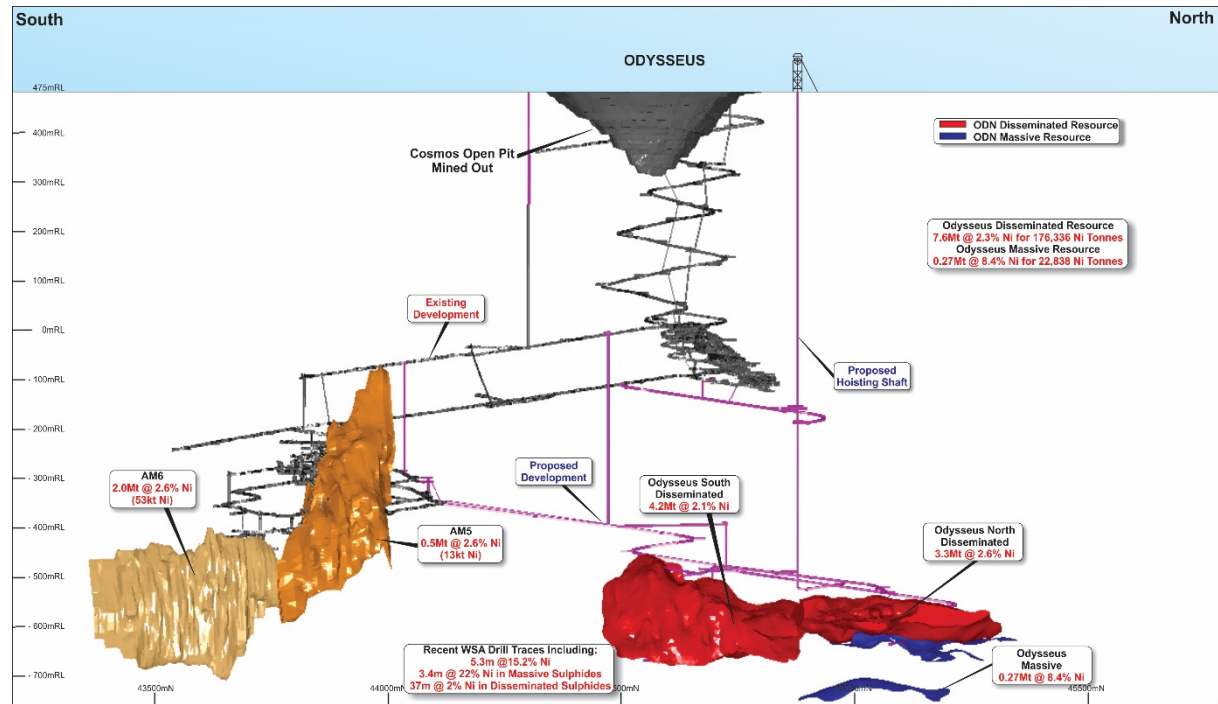 South
North
ODYSSEUS
475mRL
400mRL
300mRL
200mRL
100mRL
0mRL
- 100mRL
- 200mRL
- 300mRL
- 400mRL
- 500mRL
- 600mRL
- 700mRL
Cosmos Open Pit
Mined Out
ODN Disseminated Resource
ODN Massive Resource
Odysseus Disseminated Resource
7.6Mt @ 2.3% Ni for 176,336 Ni Tonnes
Odysseus Massive Resource
0.27Mt @ 8.4% Ni for 22,838 Ni Tonnes
Existing
Development
Proposed
Hoisting Shaft
AM6
2.0Mt @ 2.6% Ni
(53kt Ni)
Proposed
Development
Odysseus South
Disseminated
4.2Mt @ 2.1% Ni
AM5
0.5Mt @ 2.6% Ni
(13kt Ni)
Odysseus North
Disseminated
3.3Mt @ 2.6% Ni
Recent WSA Drill Traces Including:
5.3m @15.2% Ni
3.4m @ 22% Ni in Massive Sulphides
37m @ 2% Ni in Disseminated Sulphides
Odysseus
Massive
0.27Mt @ 8.4% Ni
43500mN
44000mN
500mN
45500mN